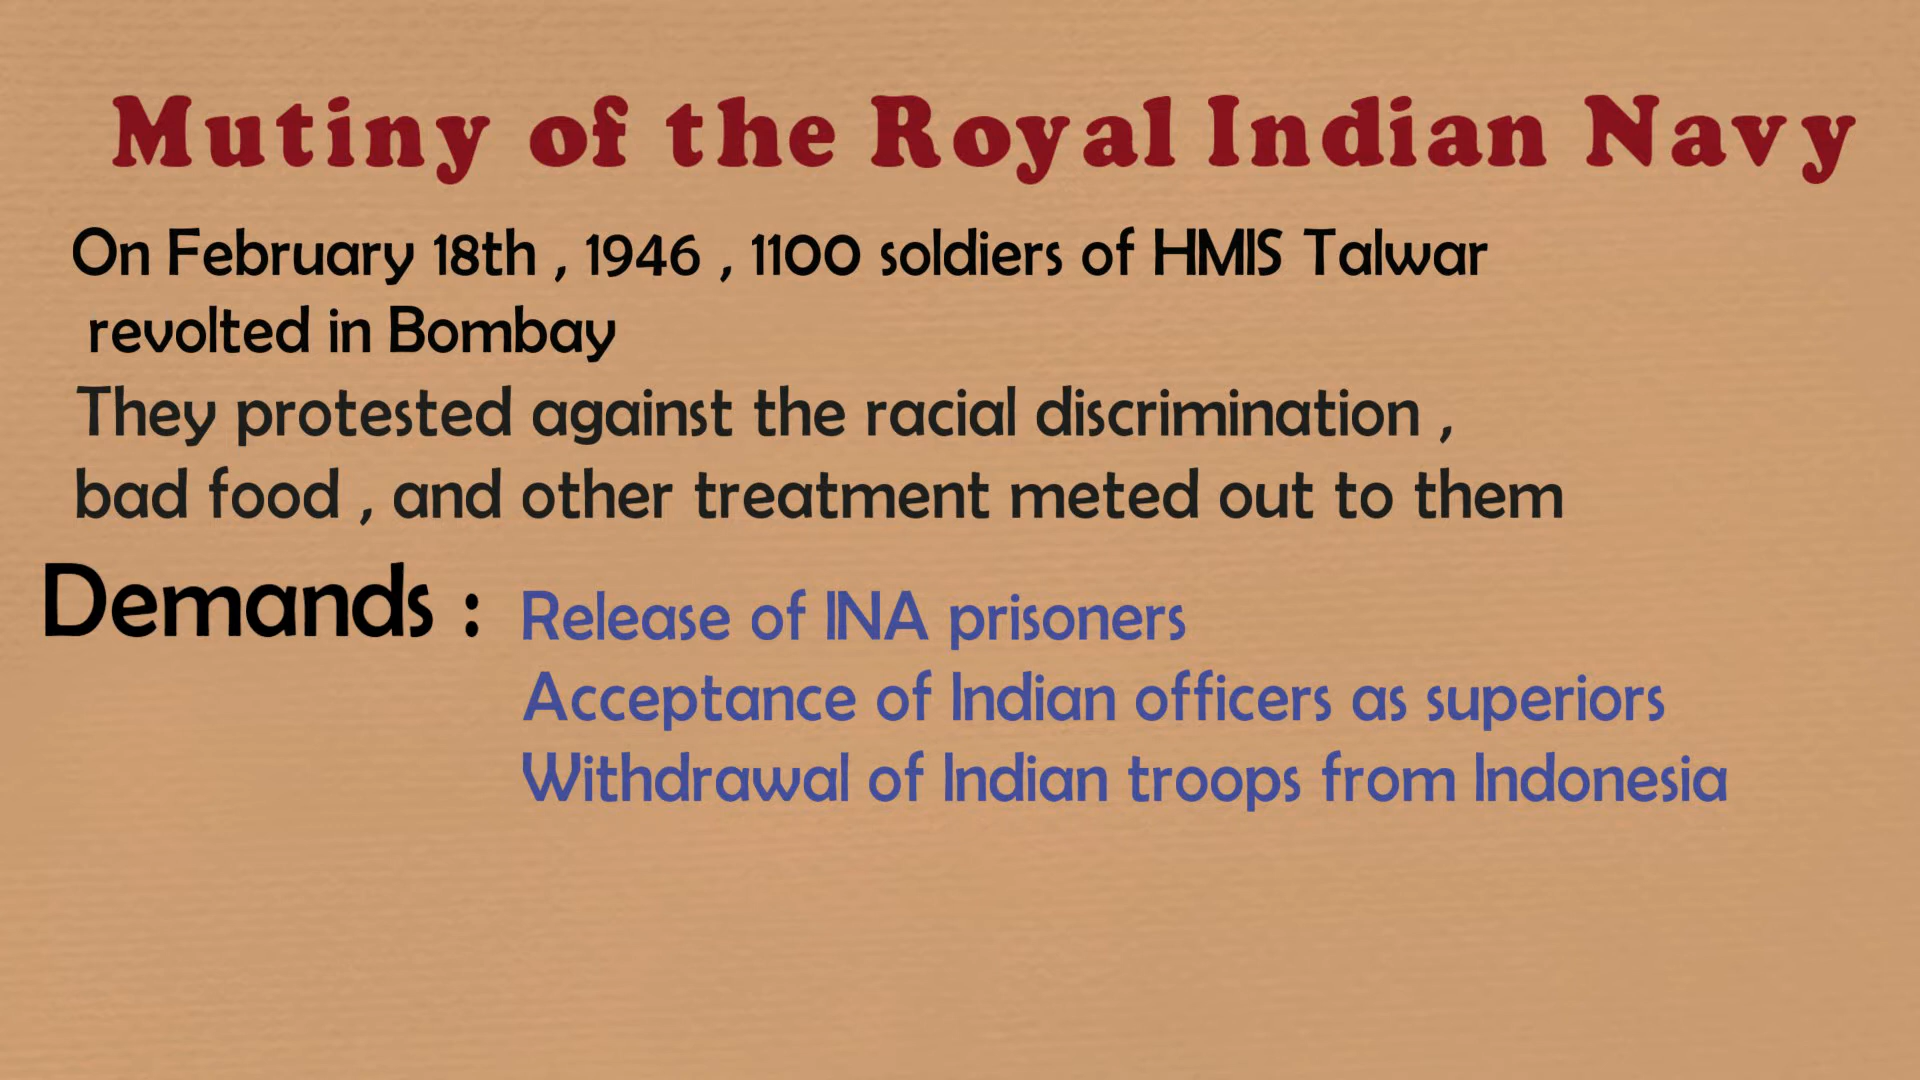 Mutiny of the Royal Indian Navy
On February 18th , 1946 , 1100 soldiers of HMIS Talwar
revolted in Bombay
They protested against the racial discrimination ,
bad food , and other treatment meted out to them
Demands : Release of INA prisoners
Acceptance of Indian officers as superiors
Withdrawal of Indian troops from Indonesia